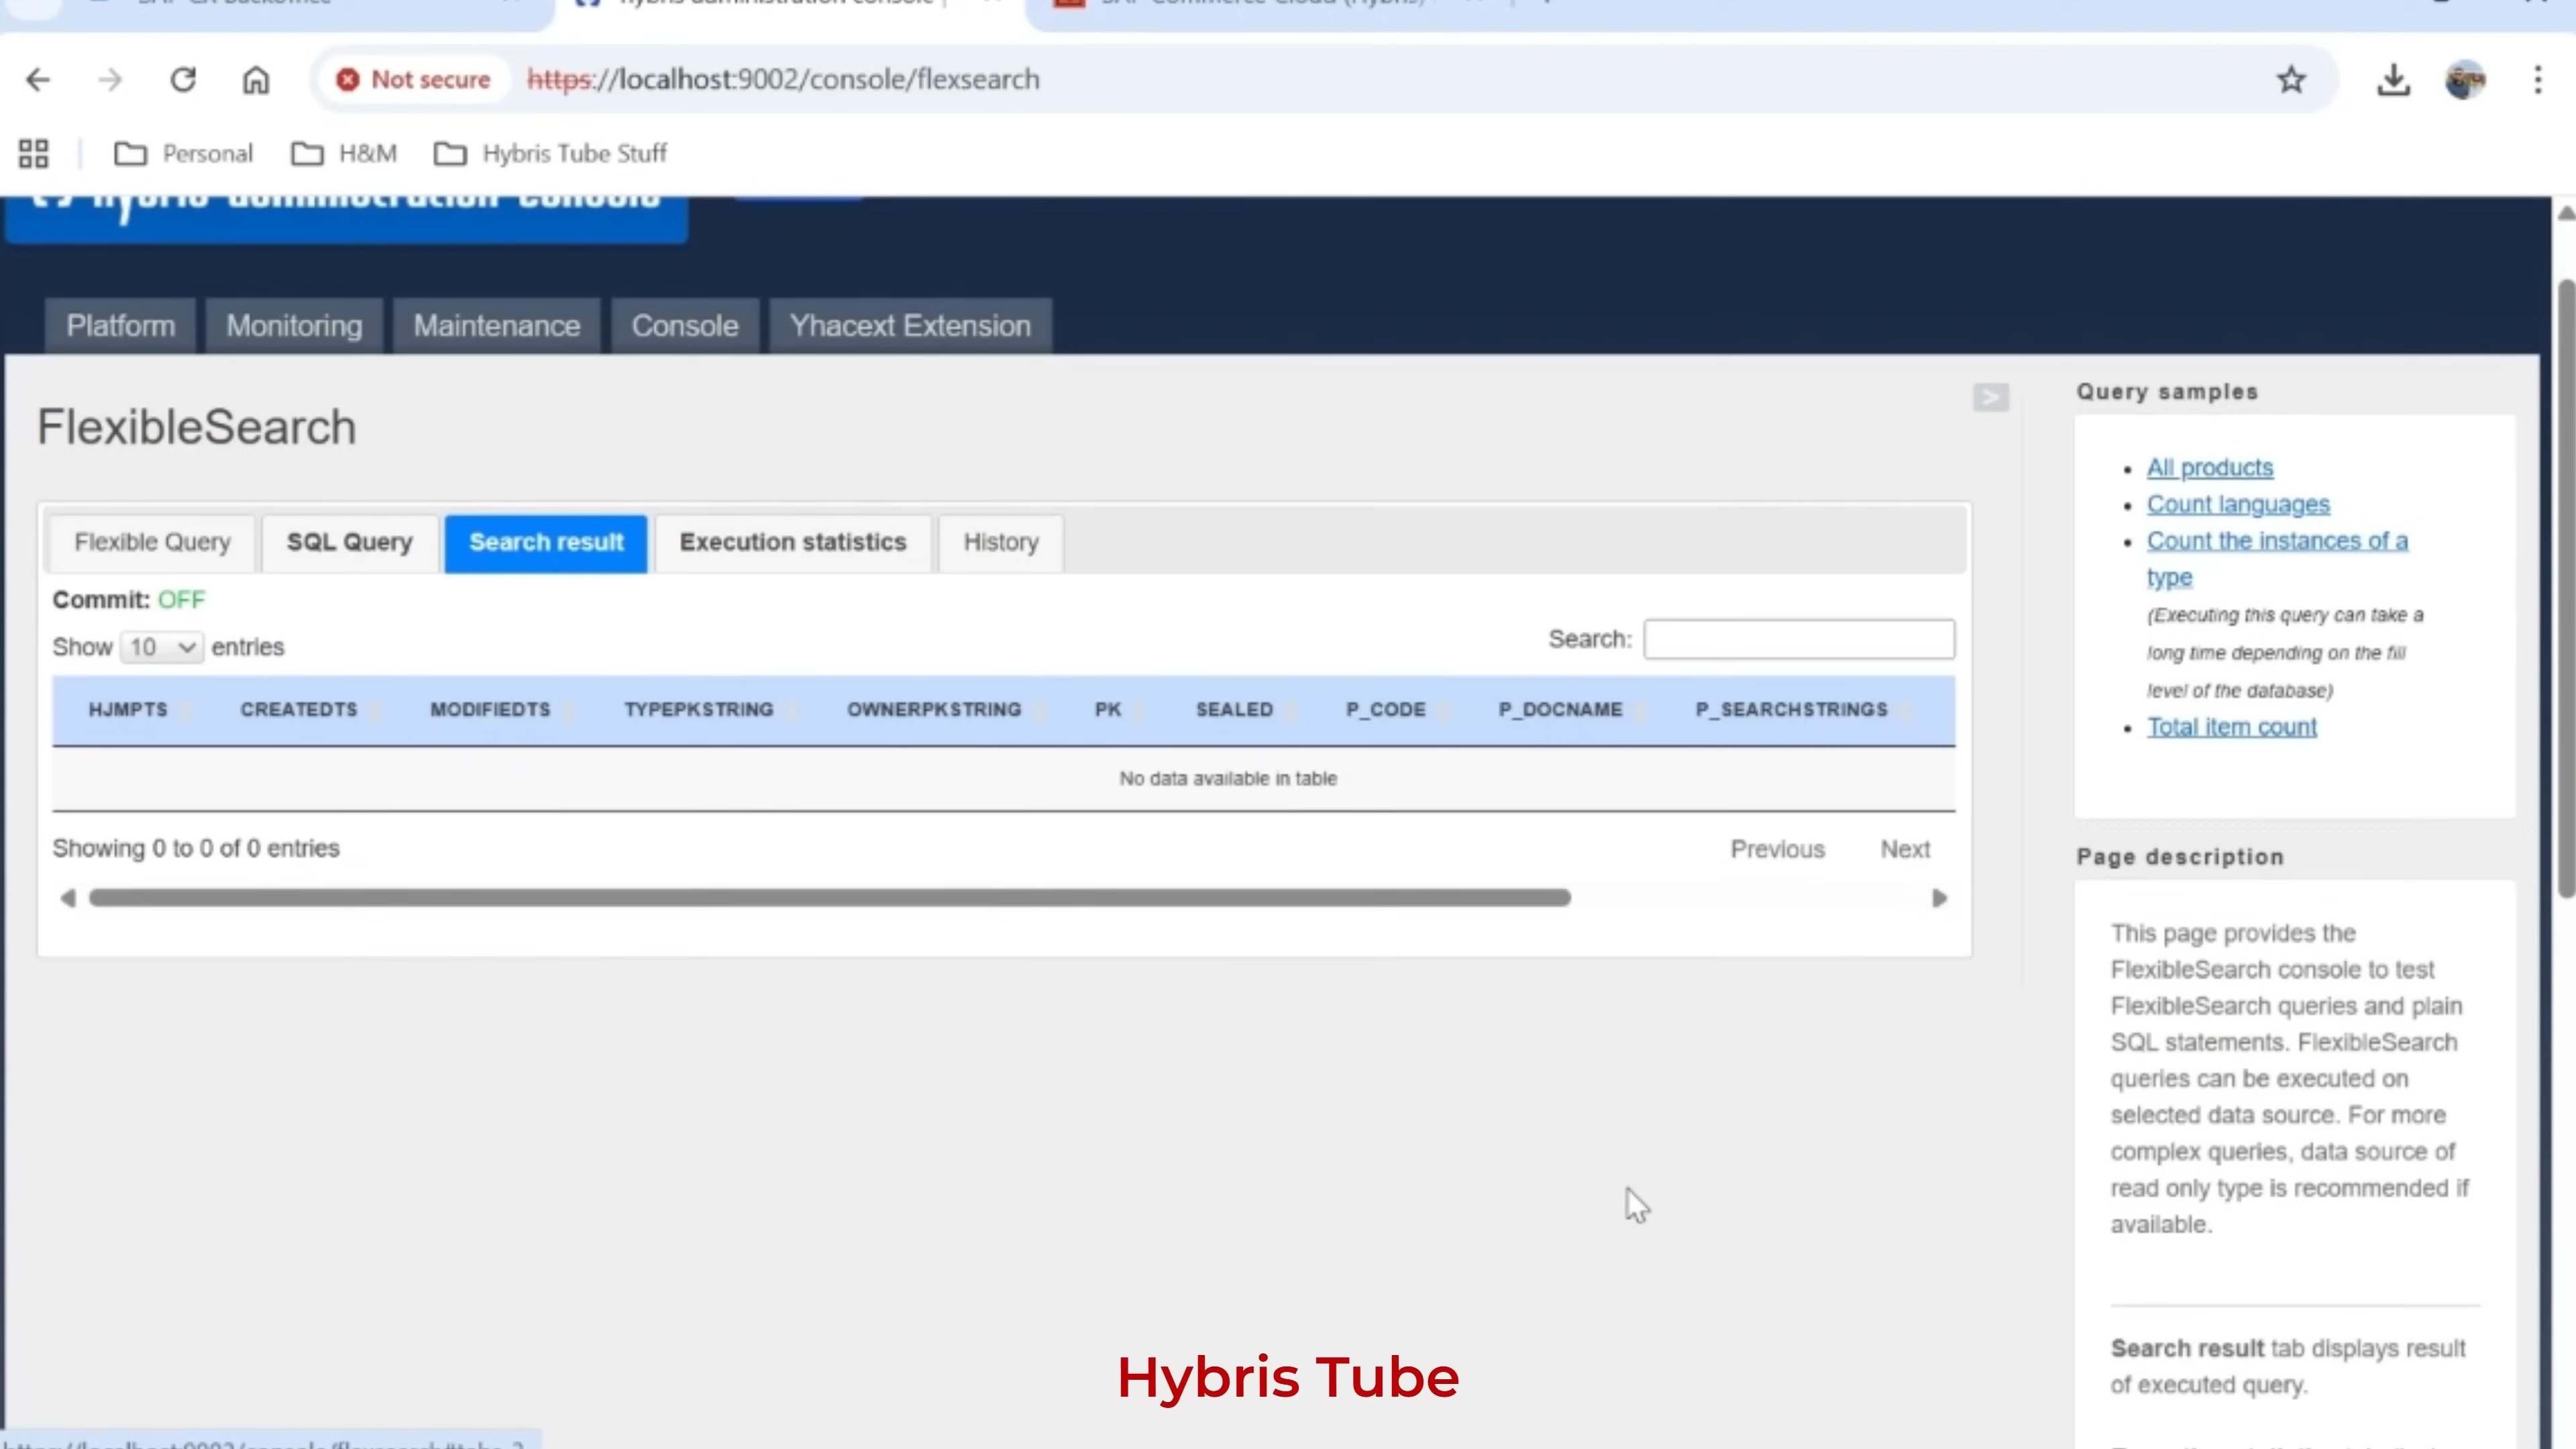 Not secure https://localhost:9002/console/flexsearch
Personal H&M Hybris Tube Stuff
hybris administration console
Platform Monitoring Maintenance Console Yhacext Extension
FlexibleSearch
Flexible Query SQL Query Search result Execution statistics History
Commit: OFF
Show 10 entries
Search:
HJMPTS CREATEDTS MODIFIEDTS TYPEPKSTRING OWNERPKSTRING PK SEALED P_CODE P_DOCNAME P_SEARCHSTRINGS
No data available in table
Showing 0 to 0 of 0 entries
Previous Next
Query samples
All products
Count languages
Count the instances of a
type
(Executing this query can take a
long time depending on the fill
level of the database)
Total item count
Page description
This page provides the
FlexibleSearch console to test
FlexibleSearch queries and plain
SQL statements. FlexibleSearch
queries can be executed on
selected data source. For more
complex queries, data source of
read only type is recommended if
available.
Search result tab displays result
of executed query.
Hybris Tube